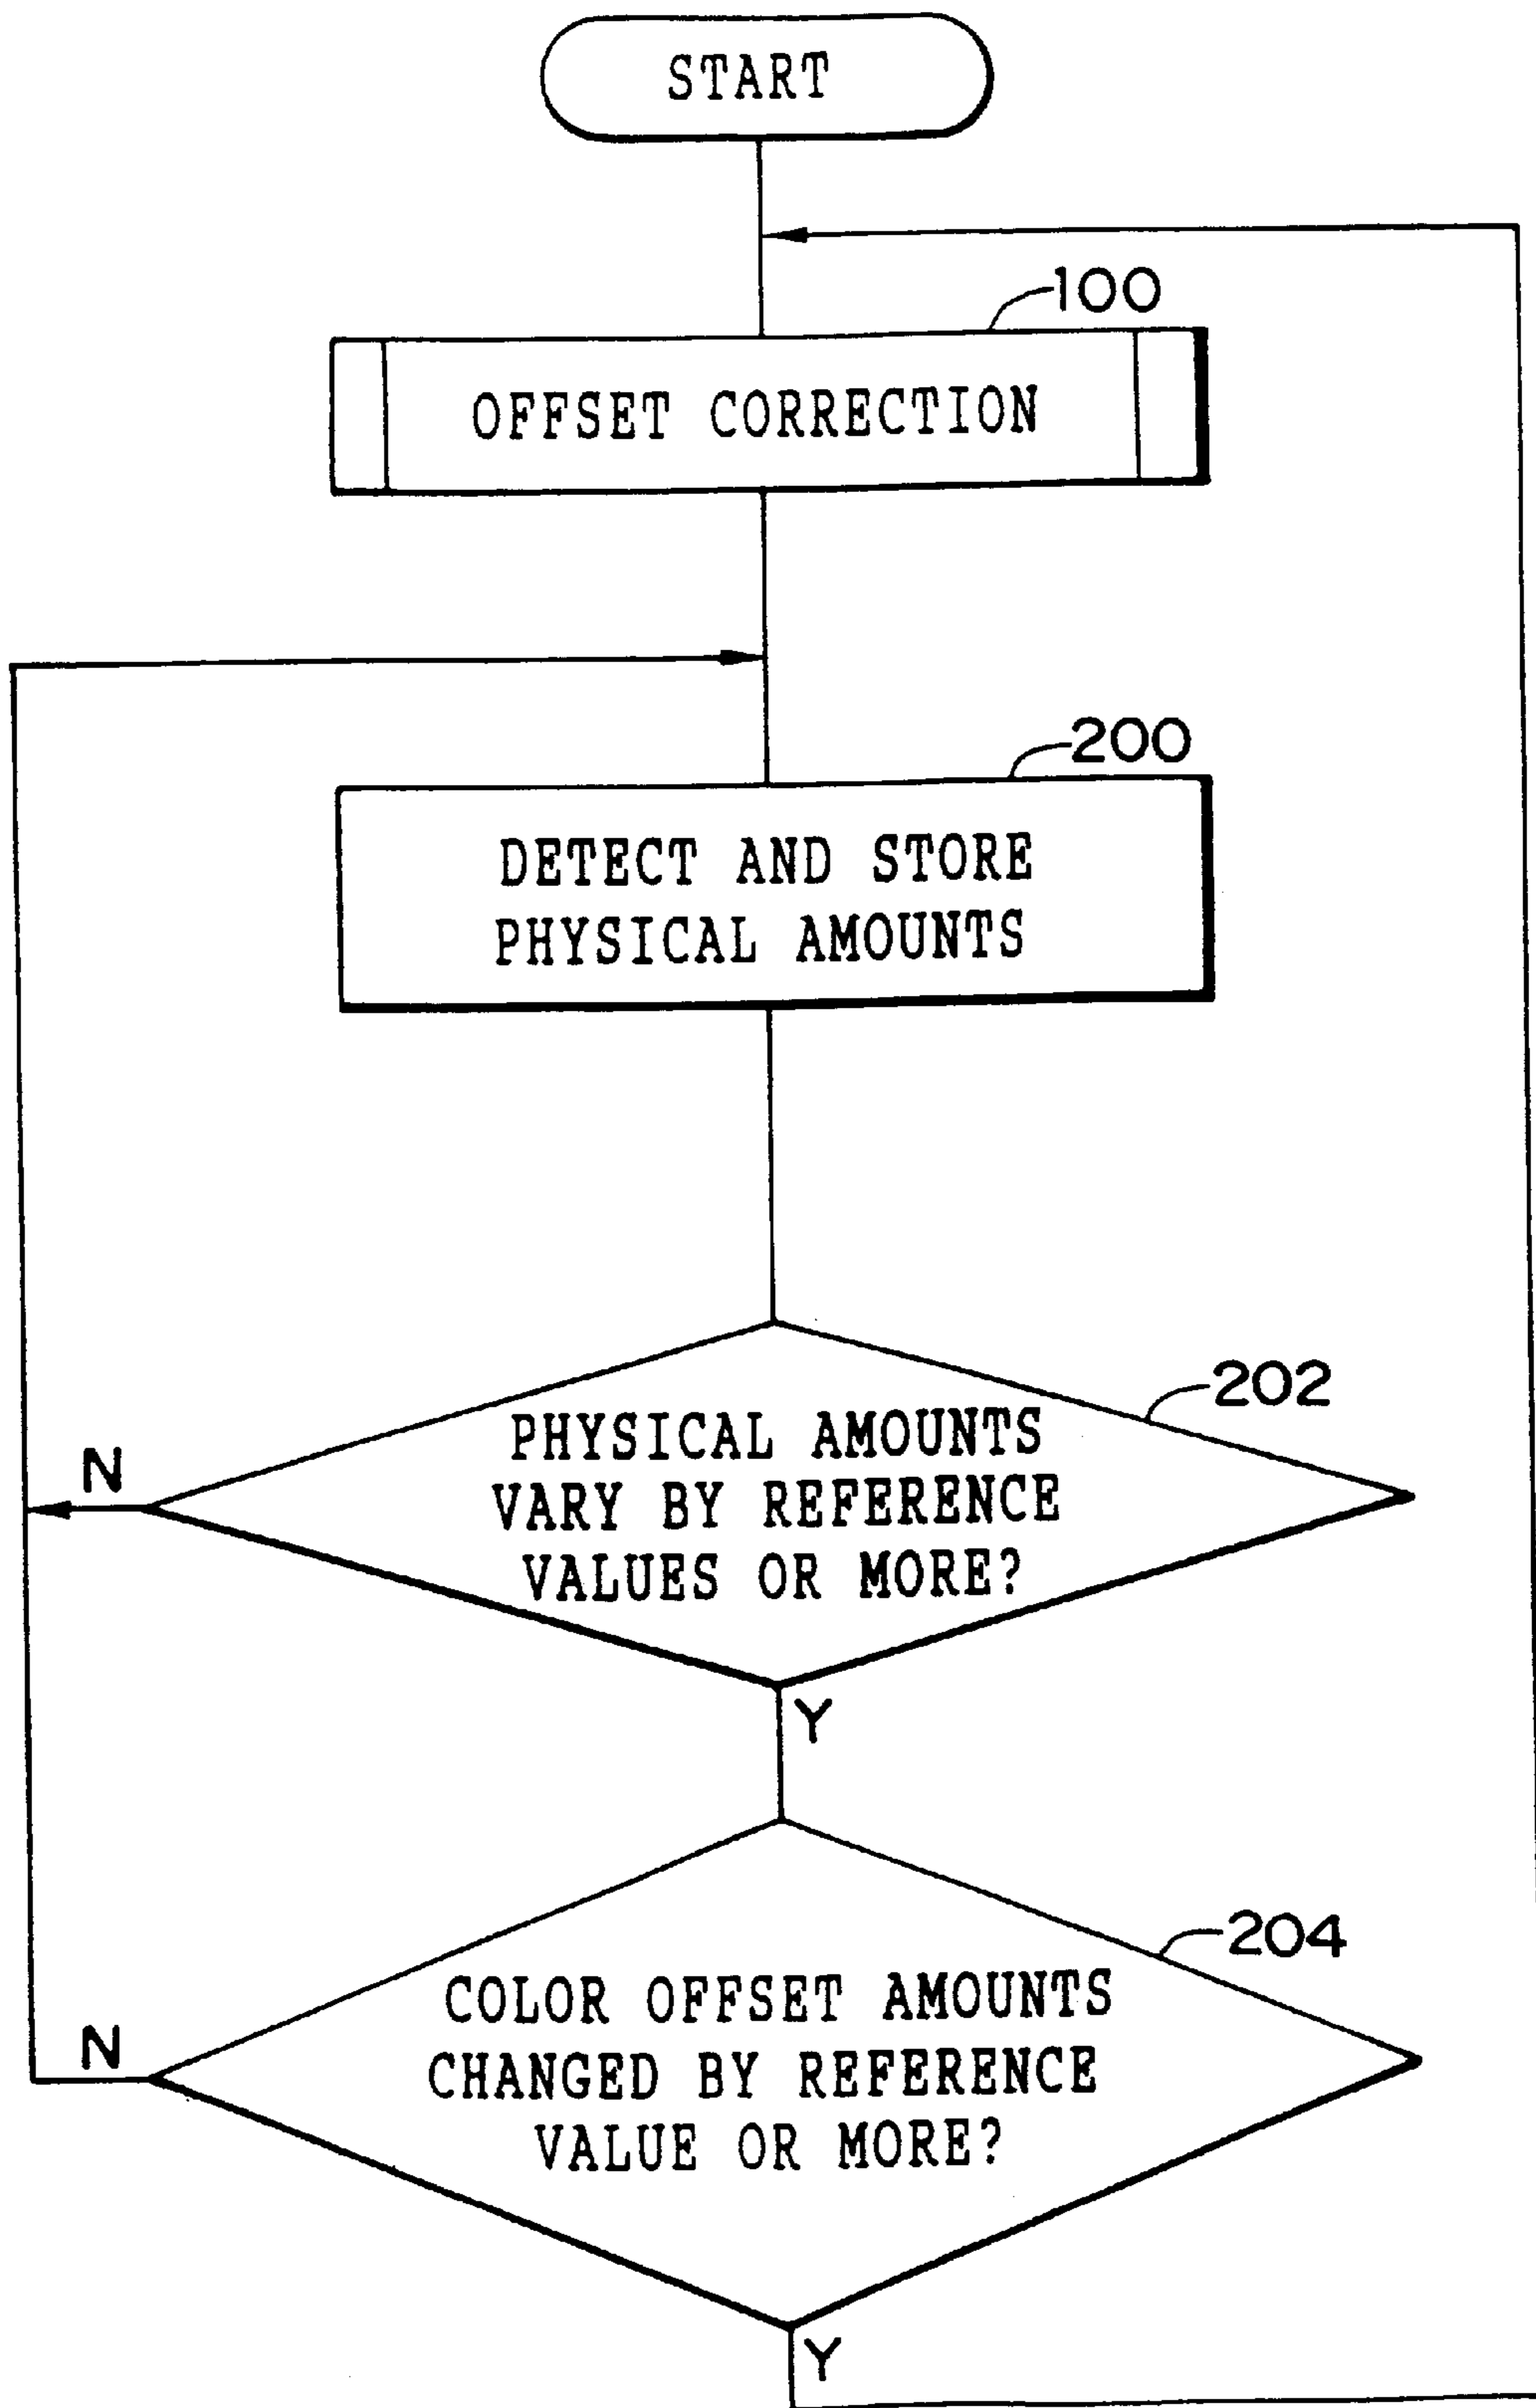 START
100
OFFSET CORRECTION
200
DETECT AND STORE
PHYSICAL AMOUNTS
202
PHYSICAL AMOUNTS
VARY BY REFERENCE
VALUES OR MORE?
N
Y
204
COLOR OFFSET AMOUNTS
CHANGED BY REFERENCE
VALUE OR MORE?
N
Y